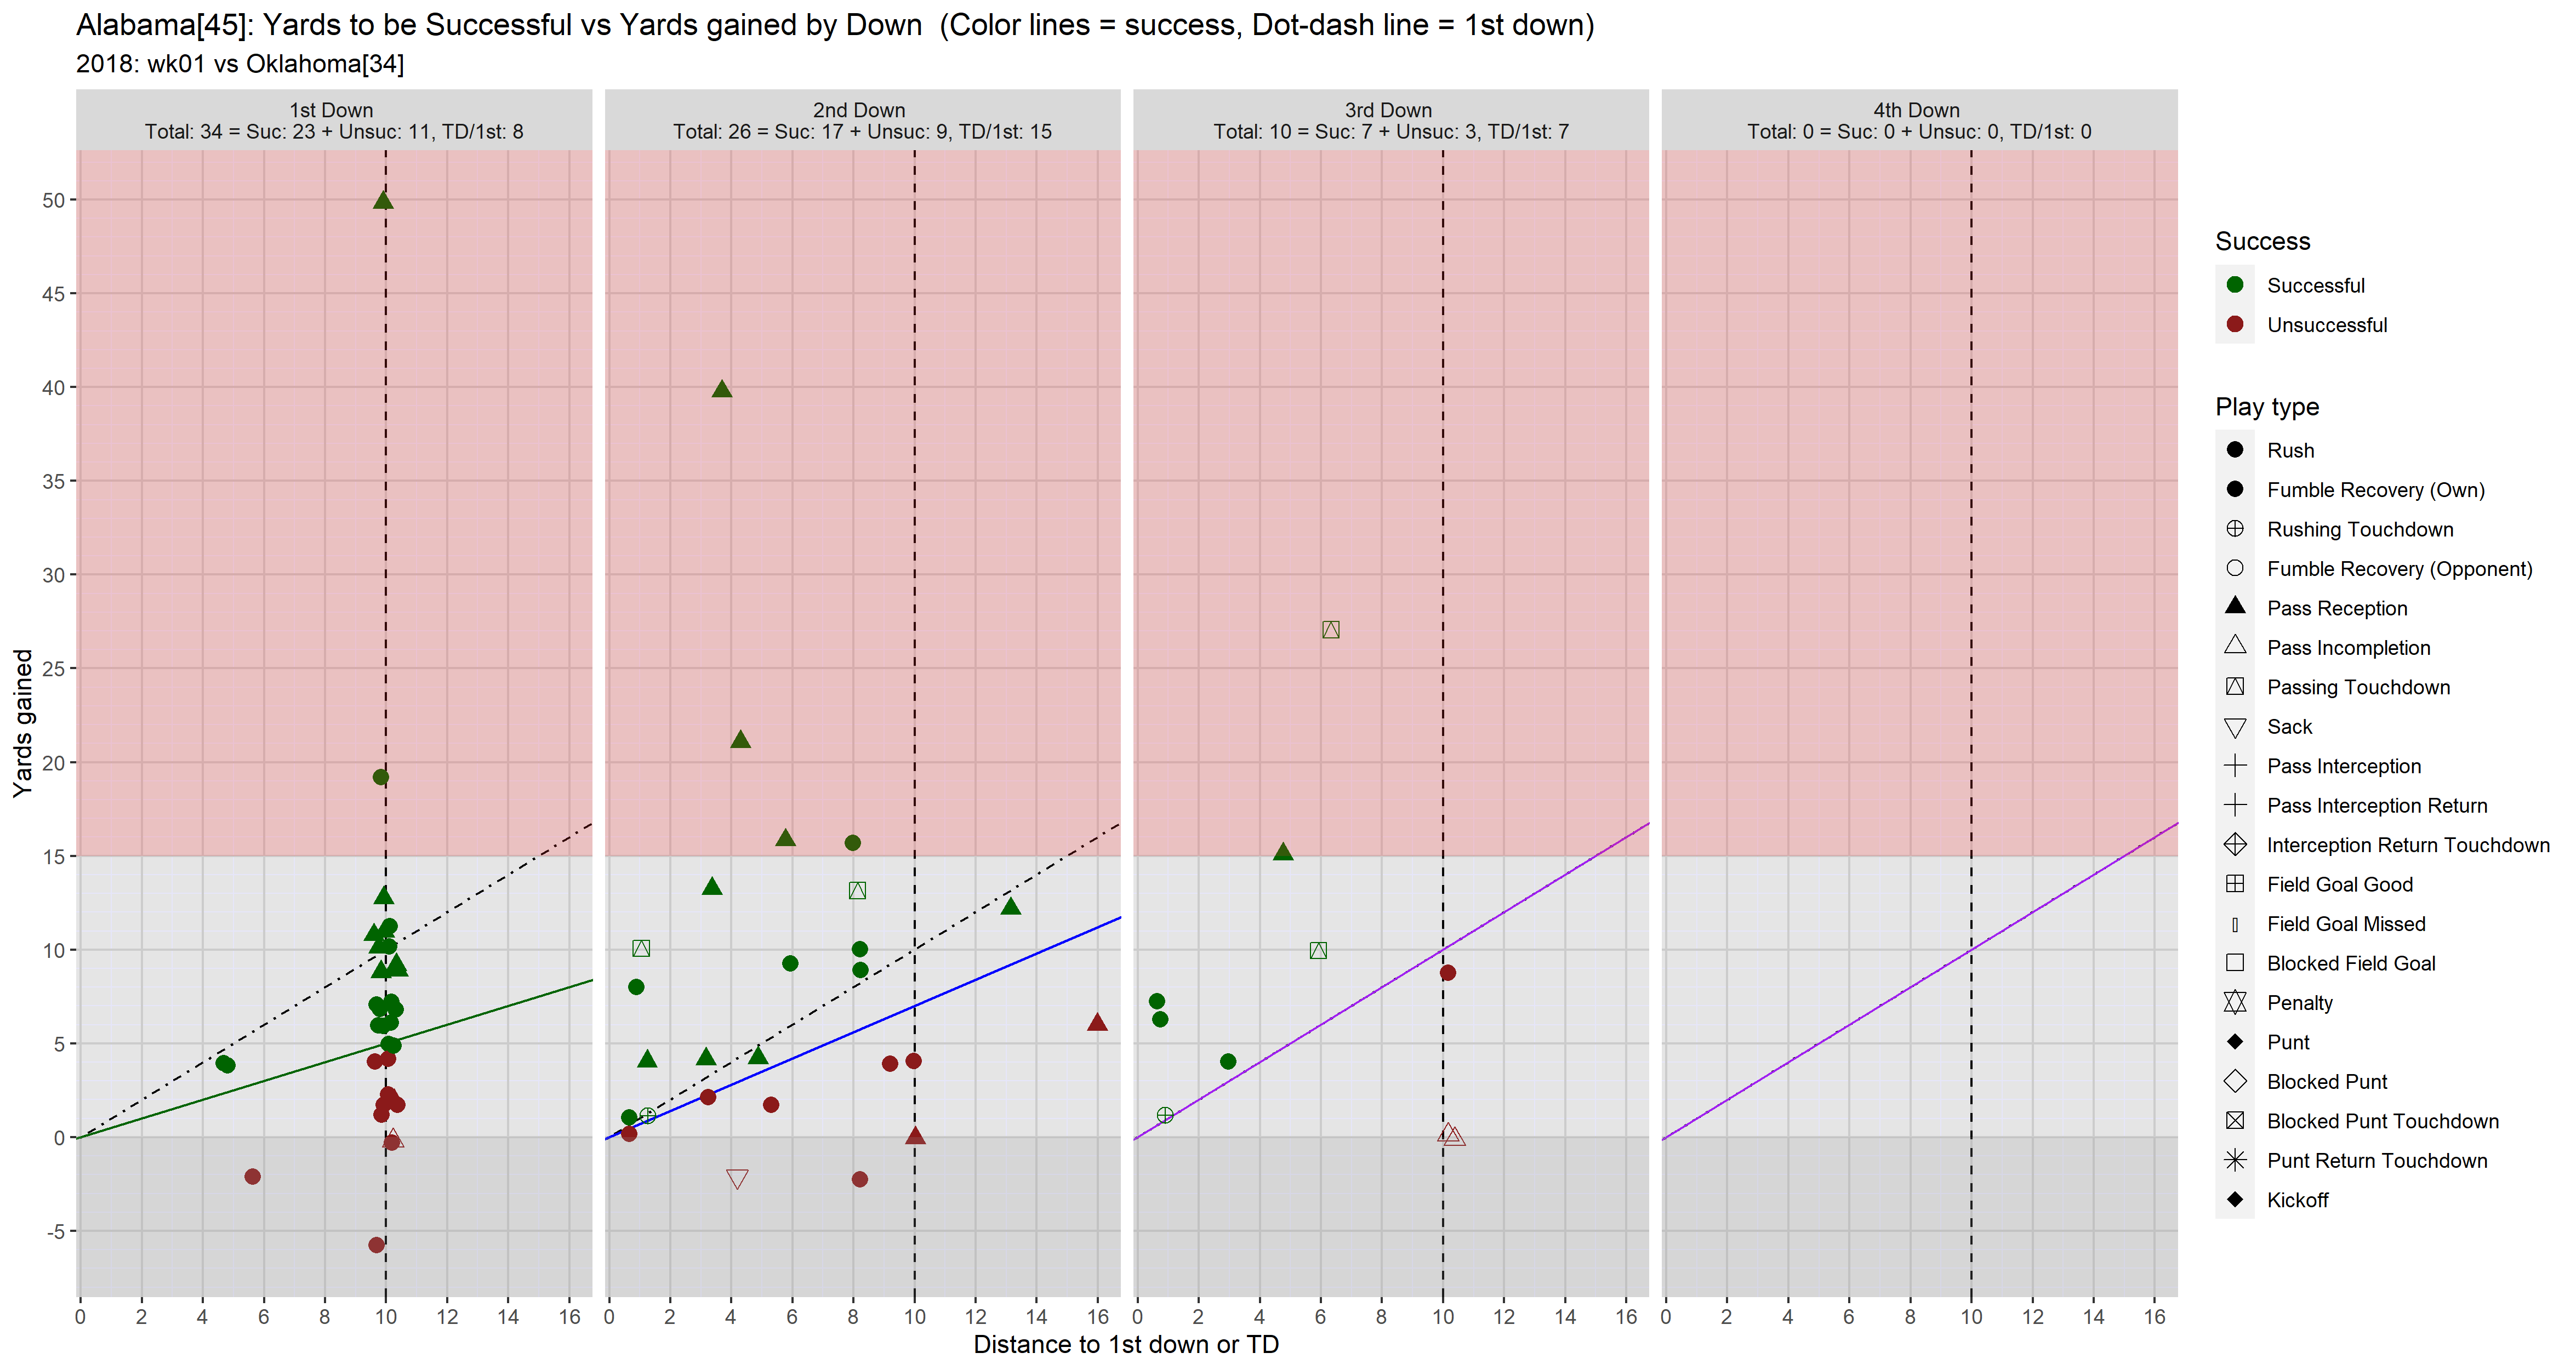 Alabama[45]: Yards to be Successful vs Yards gained by Down  (Color lines = success, Dot-dash line = 1st down)
2018: wk01 vs Oklahoma[34]
1st Down
Total: 34 = Suc: 23 + Unsuc: 11, TD/1st: 8
2nd Down
Total: 26 = Suc: 17 + Unsuc: 9, TD/1st: 15
3rd Down
Total: 10 = Suc: 7 + Unsuc: 3, TD/1st: 7
4th Down
Total: 0 = Suc: 0 + Unsuc: 0, TD/1st: 0
Yards gained
50
45
40
35
30
25
20
15
10
5
0
-5
0 2 4 6 8 10 12 14 16
0 2 4 6 8 10 12 14 16
0 2 4 6 8 10 12 14 16
0 2 4 6 8 10 12 14 16
Distance to 1st down or TD
Success
Successful
Unsuccessful
Play type
Rush
Fumble Recovery (Own)
Rushing Touchdown
Fumble Recovery (Opponent)
Pass Reception
Pass Incompletion
Passing Touchdown
Sack
Pass Interception
Pass Interception Return
Interception Return Touchdown
Field Goal Good
Field Goal Missed
Blocked Field Goal
Penalty
Punt
Blocked Punt
Blocked Punt Touchdown
Punt Return Touchdown
Kickoff